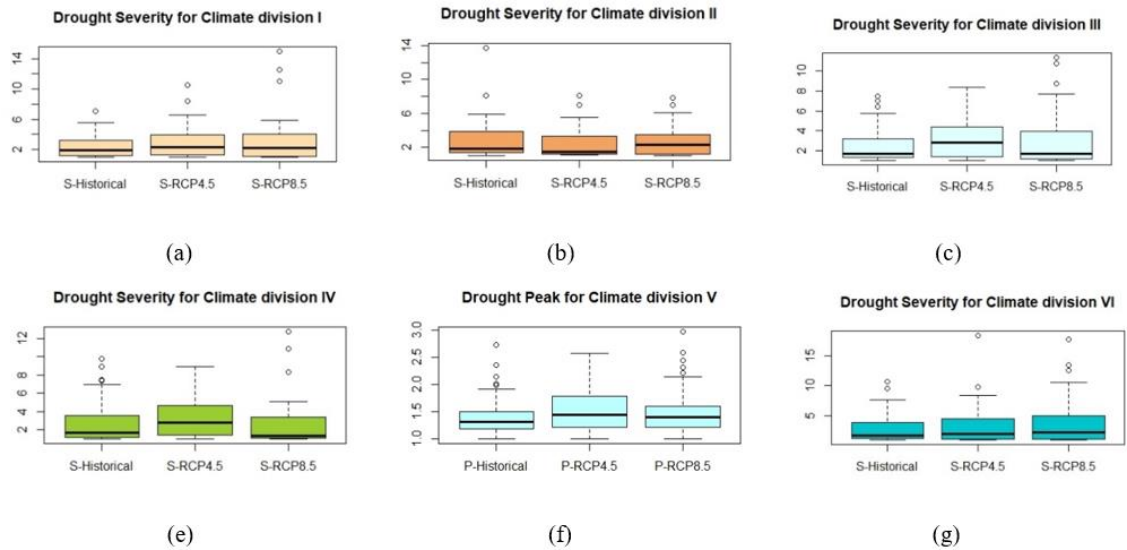 Drought Severity for Climate division I
14
10
6
2
S-Historical S-RCP4.5 S-RCP8.5
(a)
Drought Severity for Climate division II
14
10
6
2
S-Historical S-RCP4.5 S-RCP8.5
(b)
Drought Severity for Climate division III
10
8
6
4
2
S-Historical S-RCP4.5 S-RCP8.5
(c)
Drought Severity for Climate division IV
12
8
6
4
2
S-Historical S-RCP4.5 S-RCP8.5
(e)
Drought Peak for Climate division V
3.0
2.5
2.0
1.5
1.0
P-Historical P-RCP4.5 P-RCP8.5
(f)
Drought Severity for Climate division VI
15
10
5
S-Historical S-RCP4.5 S-RCP8.5
(g)